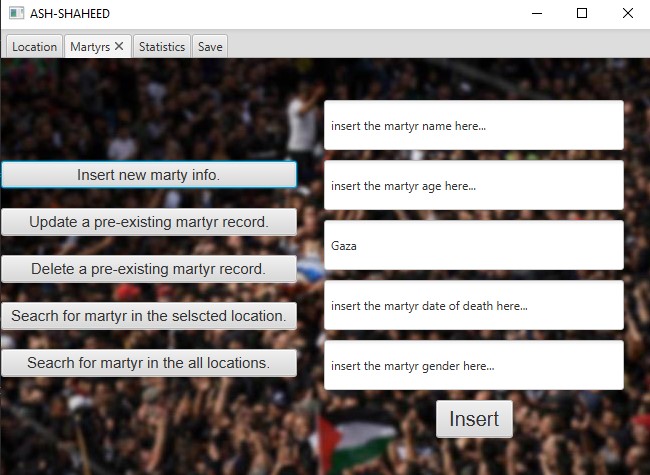 ASH-SHAHEED
Location Martyrs Statistics Save
Insert new marty info.
Update a pre-existing martyr record.
Delete a pre-existing martyr record.
Seacrh for martyr in the selscted location.
Seacrh for martyr in the all locations.
insert the martyr name here...
insert the martyr age here...
Gaza
insert the martyr date of death here...
insert the martyr gender here...
Insert